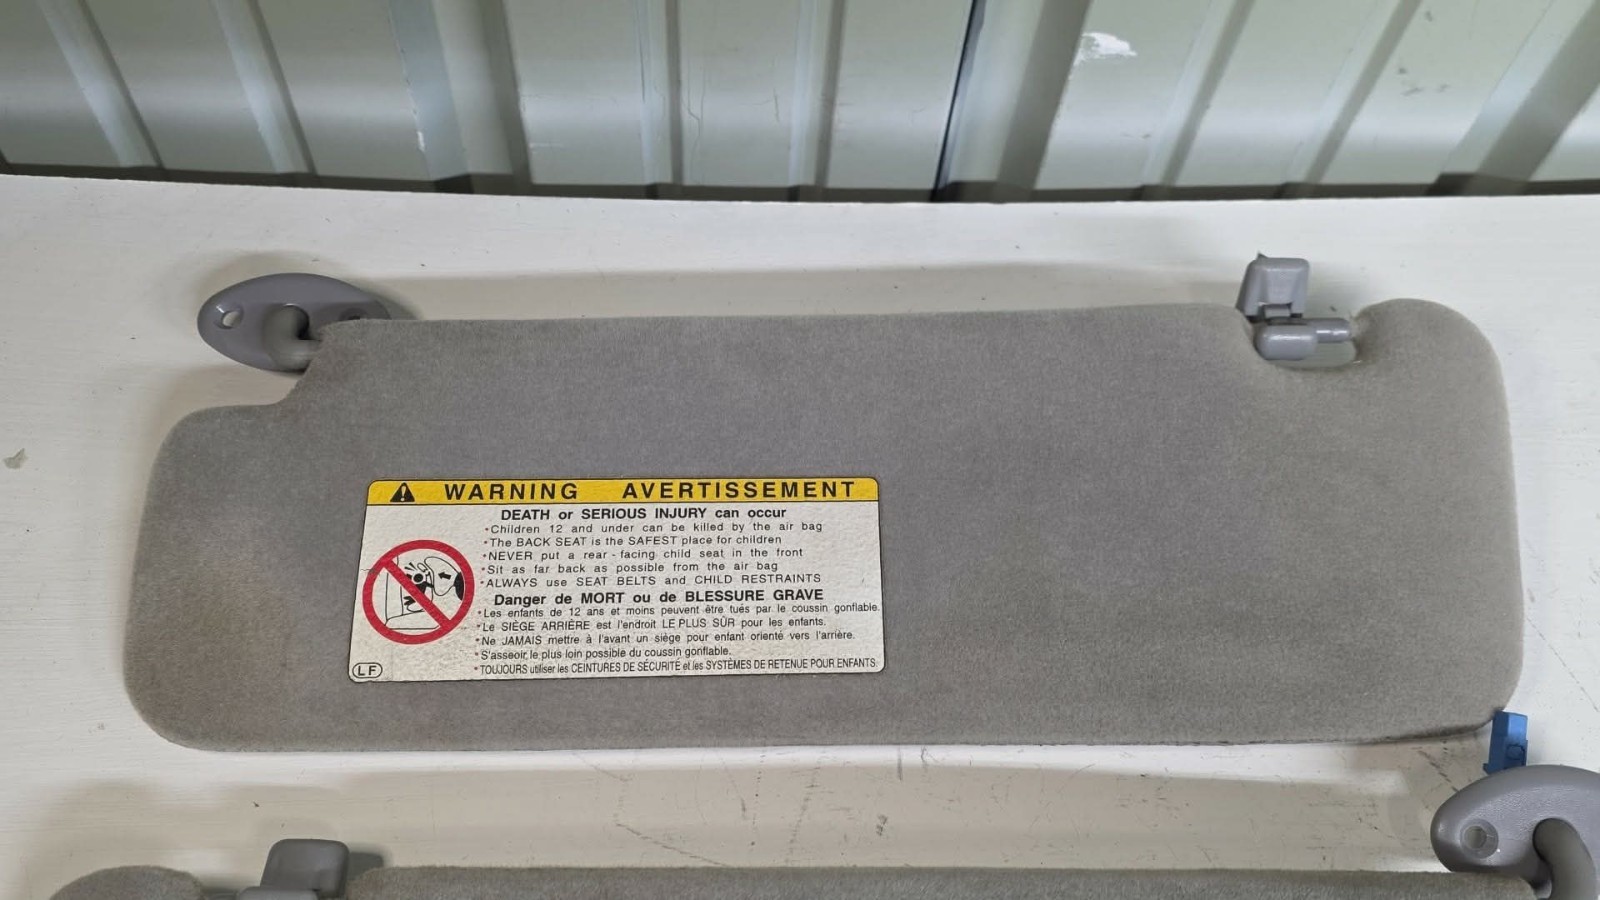 WARNING AVERTISSEMENT
DEATH or SERIOUS INJURY can occur
•Children 12 and under can be killed by the air bag
•The BACK SEAT is the SAFEST place for children
•NEVER put a rear-facing child seat in the front
•Sit as far back as possible from the air bag
•ALWAYS use SEAT BELTS and CHILD RESTRAINTS
Danger de MORT ou de BLESSURE GRAVE
•Les enfants de 12 ans et moins peuvent être tués par le coussin gonflable.
•Le SIÈGE ARRIÈRE est l'endroit LE PLUS SÛR pour les enfants.
•Ne JAMAIS mettre à l'avant un siège pour enfant orienté vers l'arrière.
•S'asseoir le plus loin possible du coussin gonflable.
•TOUJOURS utiliser les CEINTURES DE SÉCURITÉ et les SYSTÈMES DE RETENUE POUR ENFANTS.
LF